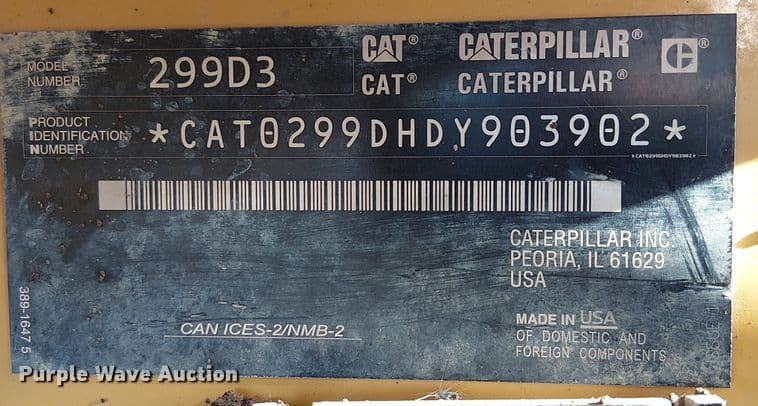 MODEL
NUMBER
299D3
CAT®
CAT®
CATERPILLAR®
CATERPILLAR®
C®
PRODUCT
IDENTIFICATION
NUMBER
*CAT0299DHDY903902*
*CAT0299DHDY903902*
CATERPILLAR INC.
PEORIA, IL 61629
USA
389-1647 5
CAN ICES-2/NMB-2
MADE IN USA
OF DOMESTIC AND
FOREIGN COMPONENTS
Purple Wave Auction